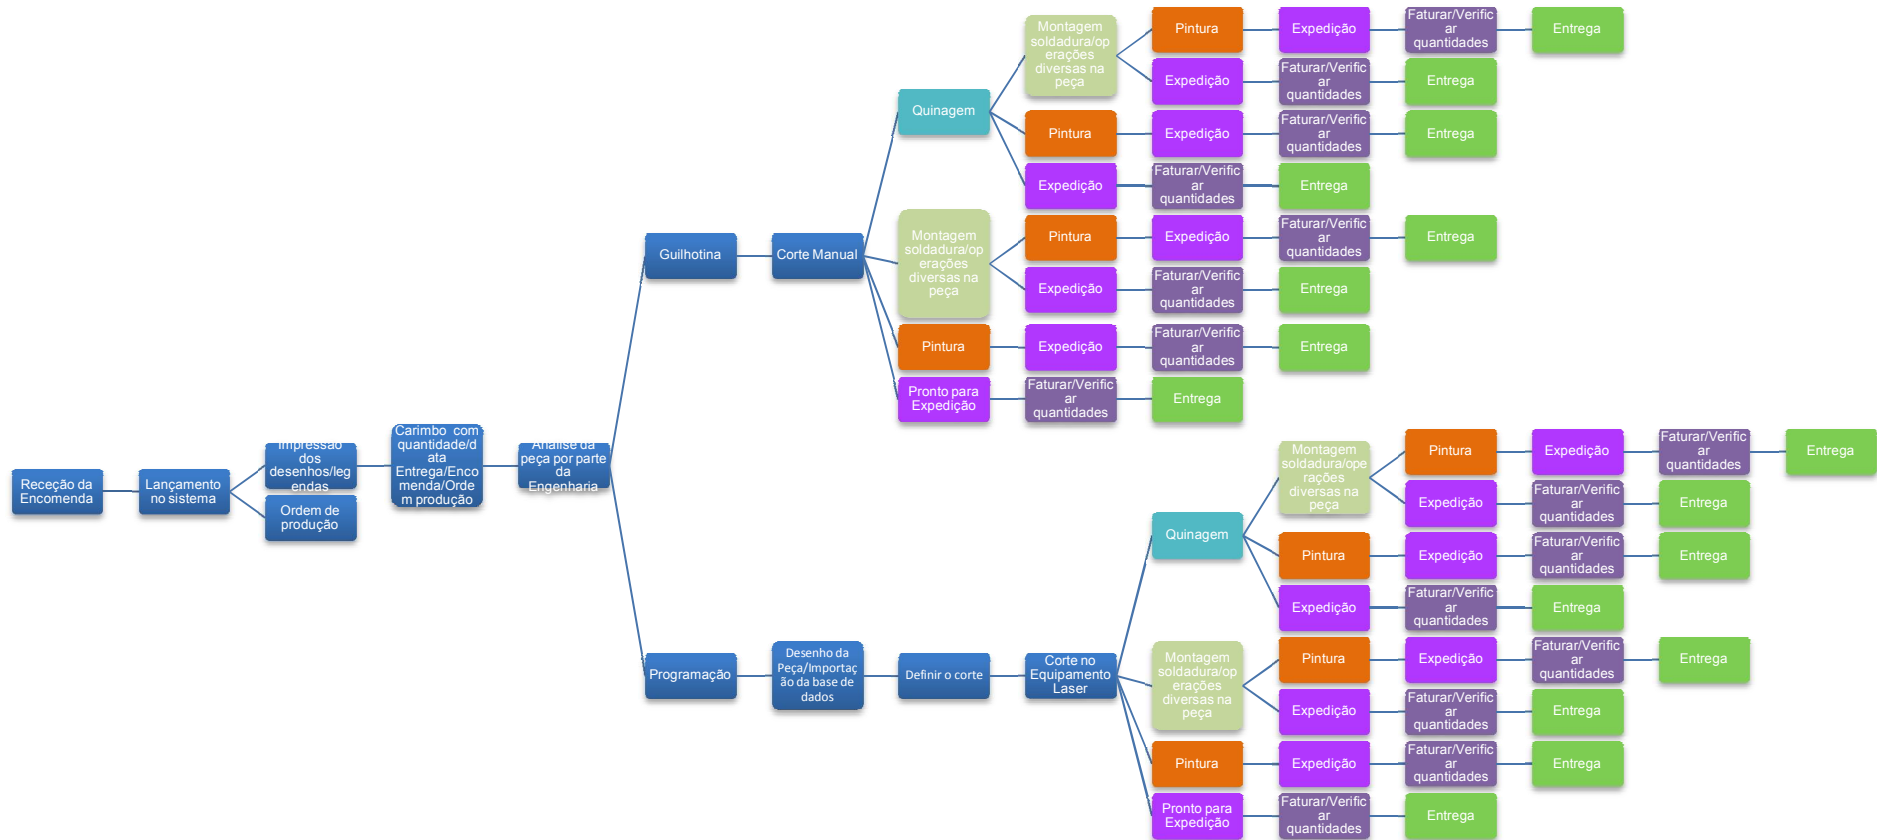 Receção da
Encomenda
Lançamento
no sistema
Impressão
dos
desenhos/leg
endas
Ordem de
produção
Carimbo com
quantidade/d
ata
Entrega/Enco
menda/Orde
m produção
Análise da
peça por parte
da
Engenharia
Guilhotina
Corte Manual
Quinagem
Montagem
soldadura/op
erações
diversas na
peça
Pintura
Expedição
Faturar/Verific
ar
quantidades
Entrega
Expedição
Faturar/Verific
ar
quantidades
Entrega
Pintura
Expedição
Faturar/Verific
ar
quantidades
Entrega
Expedição
Faturar/Verific
ar
quantidades
Entrega
Montagem
soldadura/op
erações
diversas na
peça
Pintura
Expedição
Faturar/Verific
ar
quantidades
Entrega
Expedição
Faturar/Verific
ar
quantidades
Entrega
Pintura
Expedição
Faturar/Verific
ar
quantidades
Entrega
Pronto para
Expedição
Faturar/Verific
ar
quantidades
Entrega
Programação
Desenho da
Peça/Importaç
ão da base de
dados
Definir o corte
Corte no
Equipamento
Laser
Quinagem
Montagem
soldadura/ope
rações
diversas na
peça
Pintura
Expedição
Faturar/Verific
ar
quantidades
Entrega
Expedição
Faturar/Verific
ar
quantidades
Entrega
Pintura
Expedição
Faturar/Verific
ar
quantidades
Entrega
Expedição
Faturar/Verific
ar
quantidades
Entrega
Montagem
soldadura/op
erações
diversas na
peça
Pintura
Expedição
Faturar/Verific
ar
quantidades
Entrega
Expedição
Faturar/Verific
ar
quantidades
Entrega
Pintura
Expedição
Faturar/Verific
ar
quantidades
Entrega
Pronto para
Expedição
Faturar/Verific
ar
quantidades
Entrega